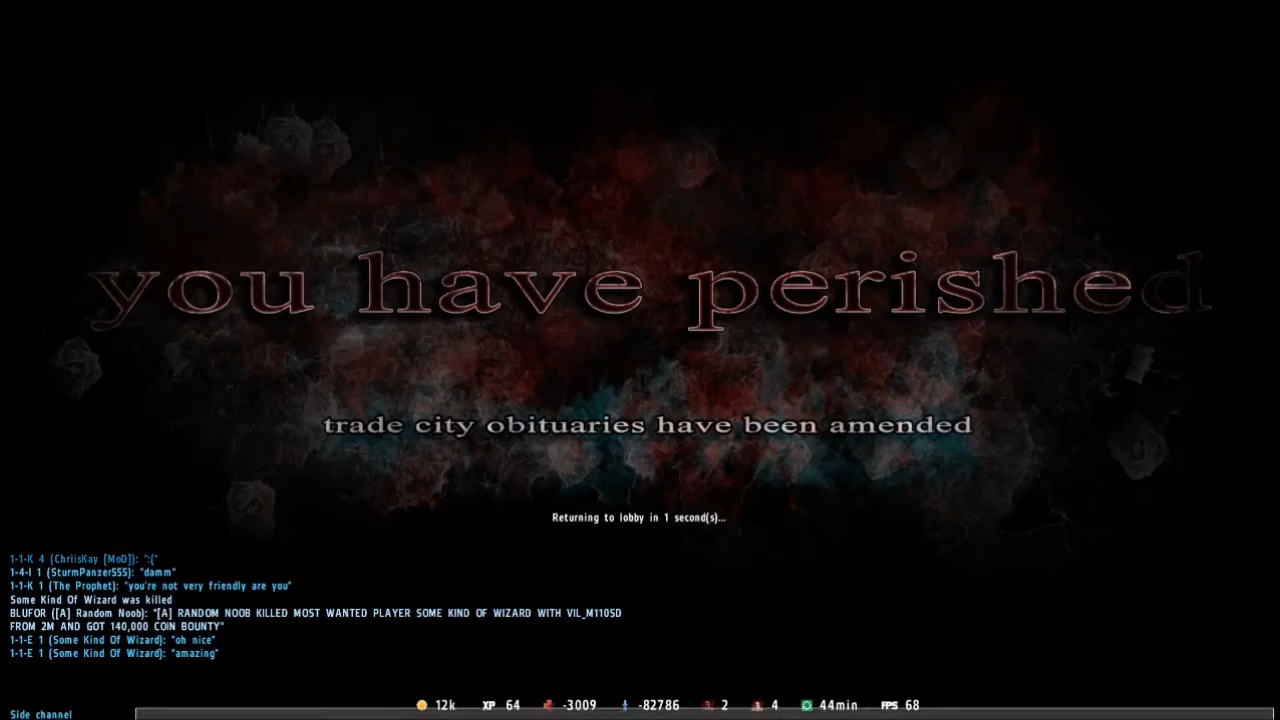 you have perished
trade city obituaries have been amended
Returning to lobby in 1 second(s)...
1-1-K 4 (ChriisKay [MoD]): ":("
1-4-I 1 (SturmPanzer555): "damm"
1-1-K 1 (The Prophet): "you're not very friendly are you"
Some Kind Of Wizard was killed
BLUFOR ([A] Random Noob): "[A] RANDOM NOOB KILLED MOST WANTED PLAYER SOME KIND OF WIZARD WITH VIL_M110SD
FROM 2M AND GOT 140,000 COIN BOUNTY"
1-1-E 1 (Some Kind Of Wizard): "oh nice"
1-1-E 1 (Some Kind Of Wizard): "amazing"
12k XP 64 -3009 -82786 2 4 44min FPS 68
Side channel